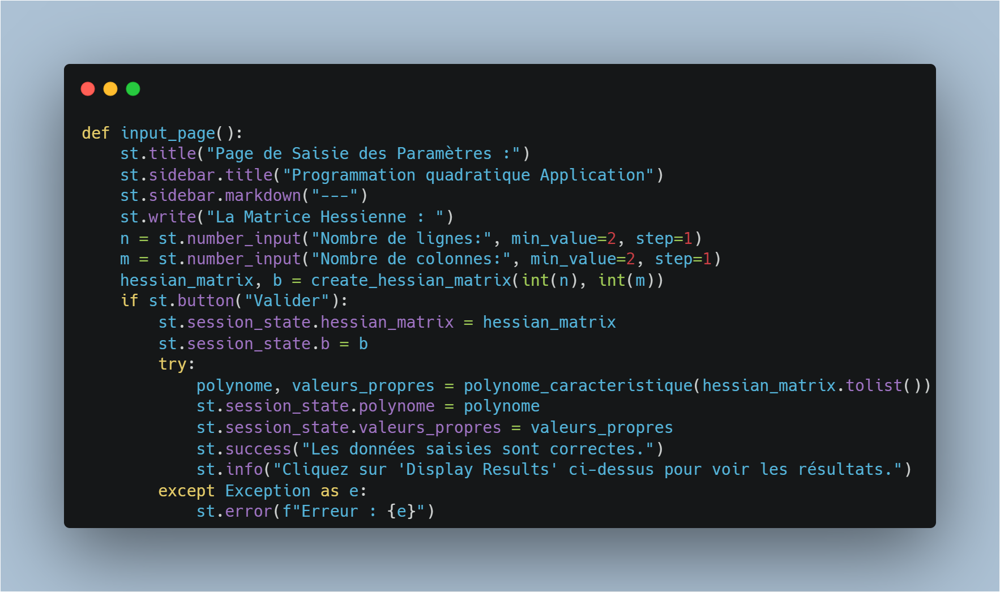 def input_page():
    st.title("Page de Saisie des Paramètres :")
    st.sidebar.title("Programmation quadratique Application")
    st.sidebar.markdown("---")
    st.write("La Matrice Hessienne : ")
    n = st.number_input("Nombre de lignes:", min_value=2, step=1)
    m = st.number_input("Nombre de colonnes:", min_value=2, step=1)
    hessian_matrix, b = create_hessian_matrix(int(n), int(m))
    if st.button("Valider"):
        st.session_state.hessian_matrix = hessian_matrix
        st.session_state.b = b
        try:
            polynome, valeurs_propres = polynome_caracteristique(hessian_matrix.tolist())
            st.session_state.polynome = polynome
            st.session_state.valeurs_propres = valeurs_propres
            st.success("Les données saisies sont correctes.")
            st.info("Cliquez sur 'Display Results' ci-dessus pour voir les résultats.")
        except Exception as e:
            st.error(f"Erreur : {e}")